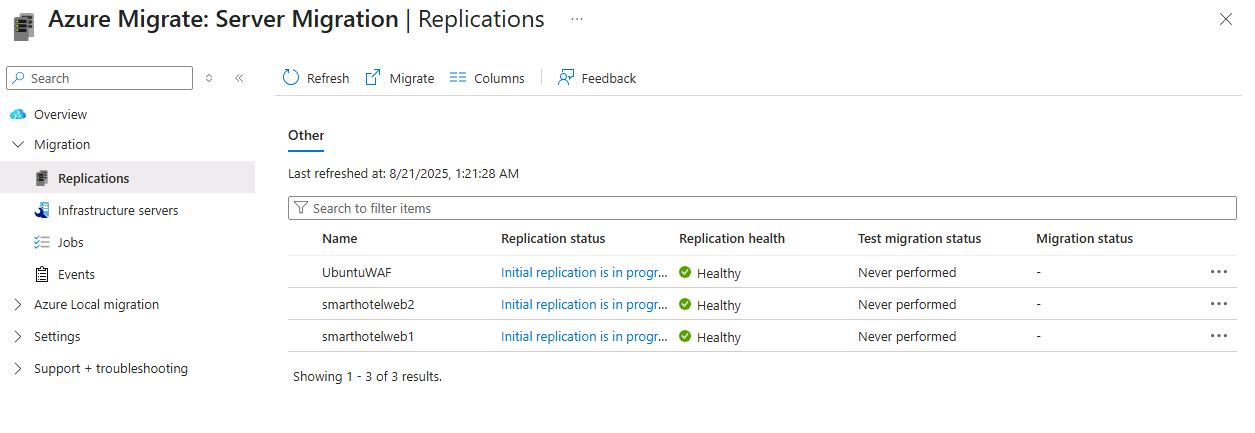 Azure Migrate: Server Migration | Replications ...
Search
Refresh Migrate Columns Feedback
Overview
Migration
Replications
Infrastructure servers
Jobs
Events
Azure Local migration
Settings
Support + troubleshooting
Other
Last refreshed at: 8/21/2025, 1:21:28 AM
Search to filter items
Name Replication status Replication health Test migration status Migration status
UbuntuWAF Initial replication is in progr... Healthy Never performed - ...
smarthotelweb2 Initial replication is in progr... Healthy Never performed - ...
smarthotelweb1 Initial replication is in progr... Healthy Never performed - ...
Showing 1 - 3 of 3 results.